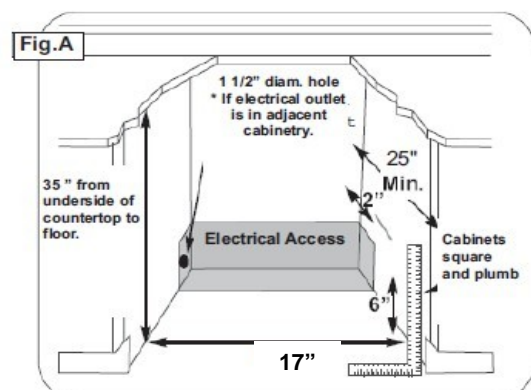 Fig.A
1 1/2” diam. hole
* If electrical outlet
is in adjacent
cabinetry.
t
25"
Min.
35 ” from
underside of
countertop to
floor.
2”
Electrical Access
Cabinets
square
and plumb
6”
17”